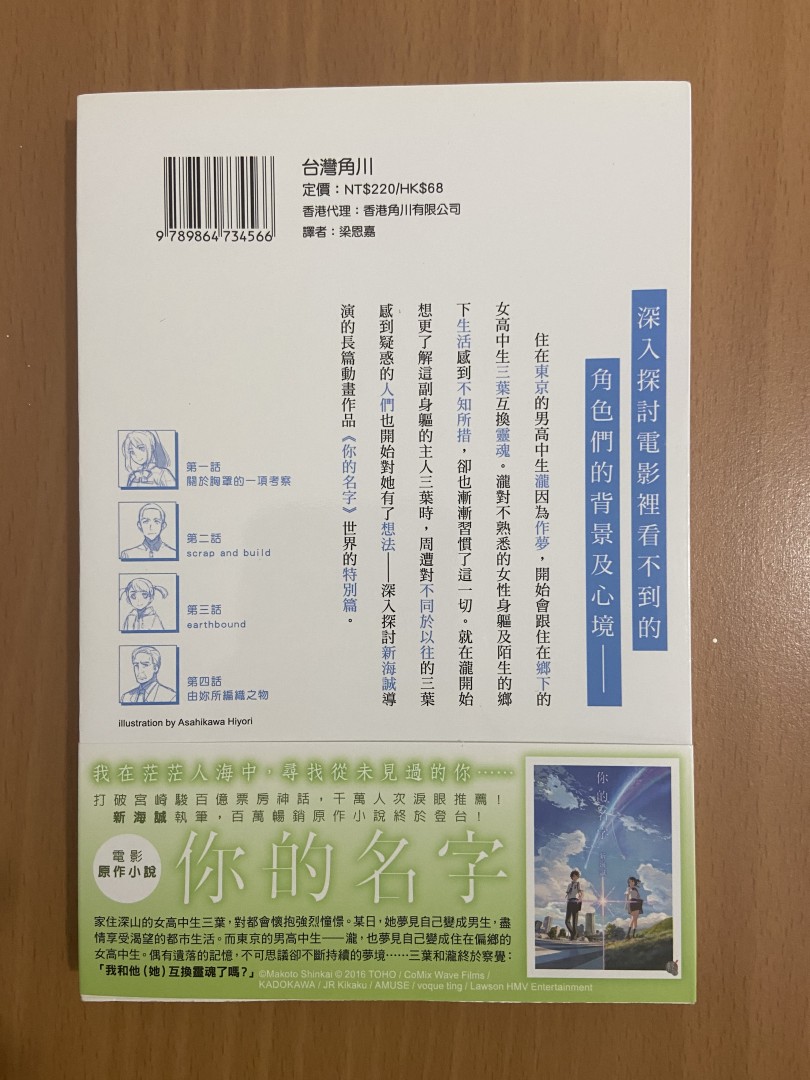 台灣角川
定價：NT$220/HK$68
香港代理：香港角川有限公司
譯者：梁恩嘉
9 789864 734566
深入探討電影裡看不到的
角色們的背景及心境——
住在東京的男高中生瀧因為作夢，開始會跟住在鄉下的
女高中生三葉互換靈魂。瀧對不熟悉的女性身軀及陌生的鄉
下生活感到不知所措，卻也漸漸習慣了這一切。就在瀧開始
想更了解這副身軀的主人三葉時，周遭對不同於以往的三葉
感到疑惑的人們也開始對她有了想法——深入探討新海誠導
演的長篇動畫作品《你的名字》世界的特別篇。
第一話
關於胸罩的一項考察
第二話
scrap and build
第三話
earthbound
第四話
由妳所編織之物
illustration by Asahikawa Hiyori
我在茫茫人海中，尋找從未見過的你……
打破宮崎駿百億票房神話，千萬人次淚眼推薦！
新海誠執筆，百萬暢銷原作小說終於登台！
電影
原作小說
你的名字
家住深山的女高中生三葉，對都會懷抱強烈憧憬。某日，她夢見自己變成男生，盡
情享受渴望的都市生活。而東京的男高中生——瀧，也夢見自己變成住在偏鄉的
女高中生。偶有遺落的記憶，不可思議卻不斷持續的夢境……三葉和瀧終於察覺：
「我和他（她）互換靈魂了嗎？」
©Makoto Shinkai © 2016 TOHO / CoMix Wave Films /
KADOKAWA / JR Kikaku / AMUSE / voque ting / Lawson HMV Entertainment
你的名字